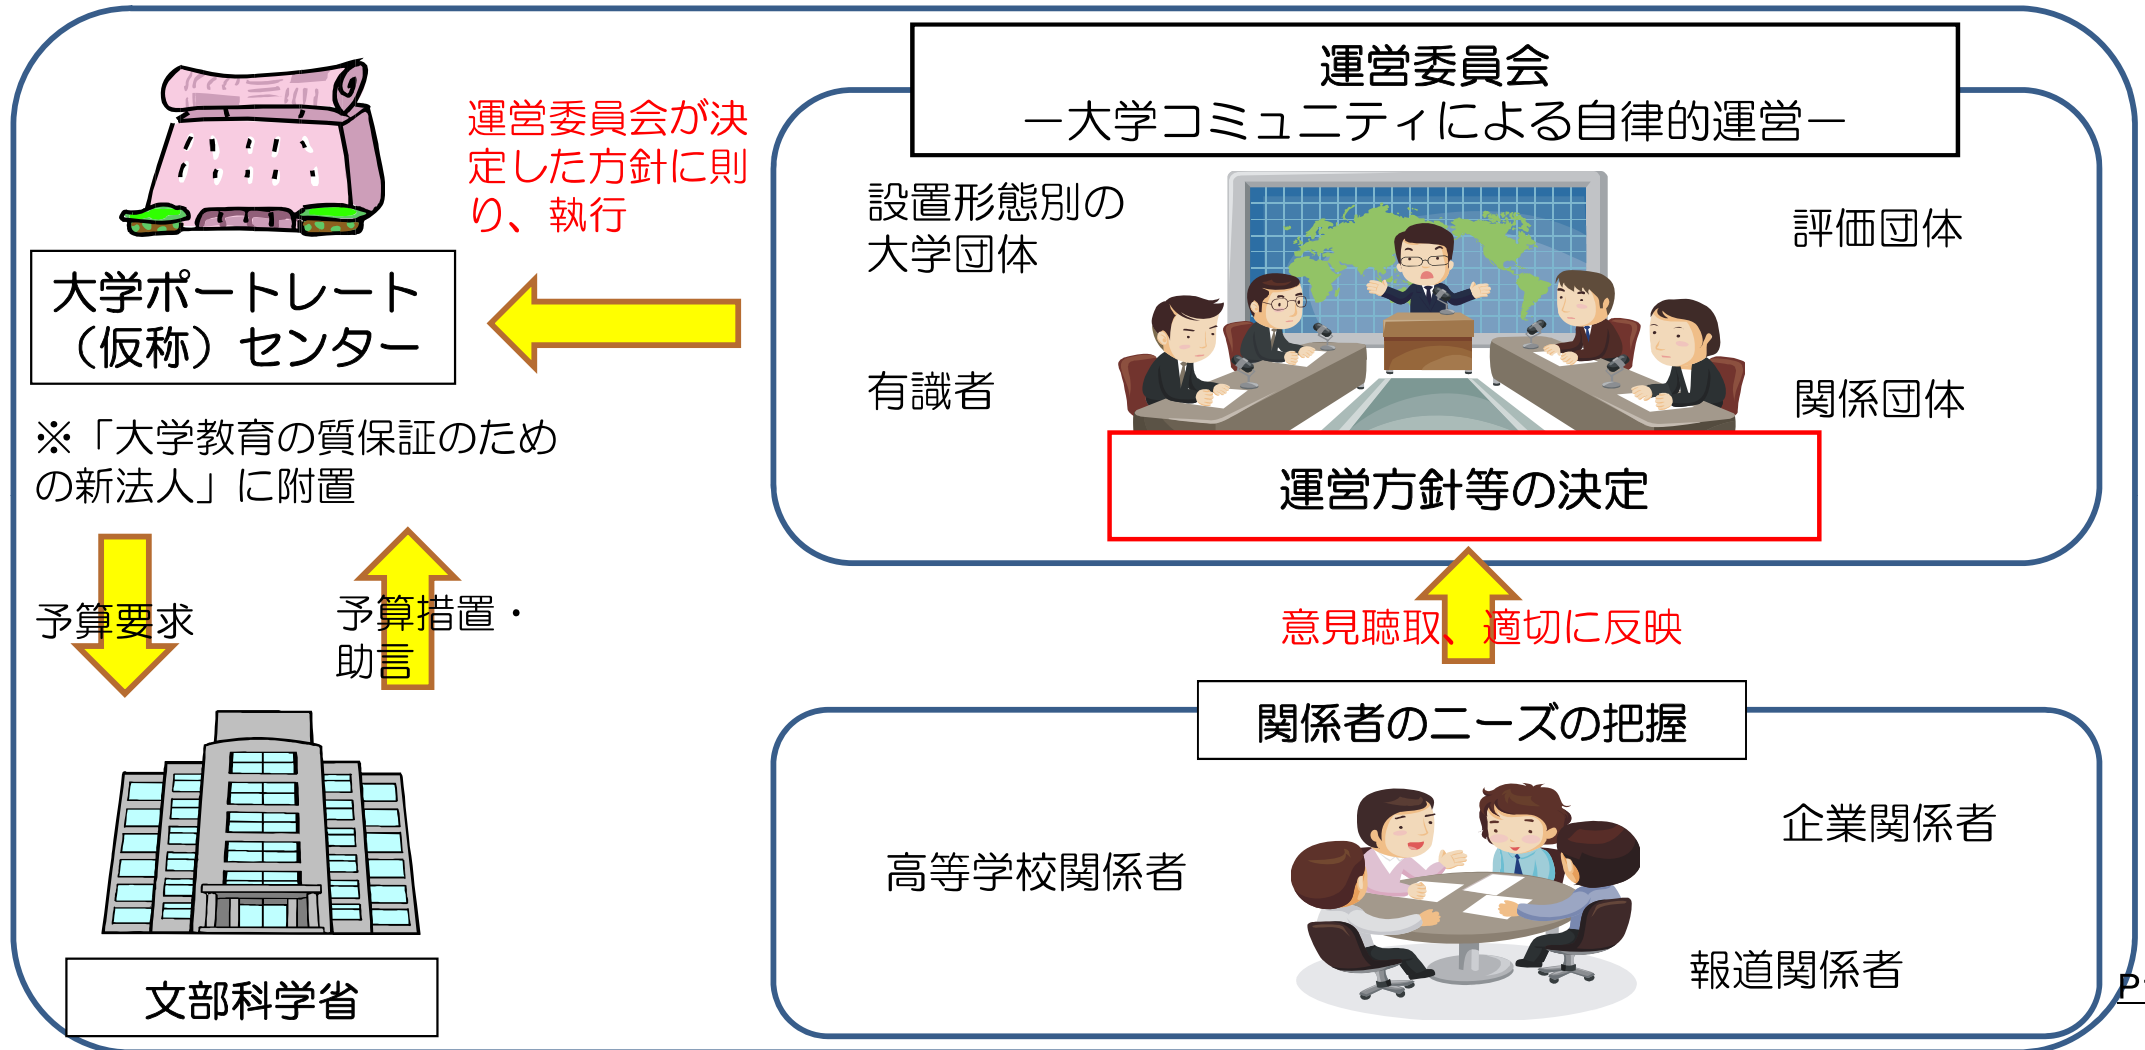 運営委員会
－大学コミュニティによる自律的運営－
運営委員会が決
定した方針に則
り、執行
大学ポートレート
（仮称）センター
※「大学教育の質保証のため
の新法人」に附置
設置形態別の
大学団体
評価団体
有識者
関係団体
運営方針等の決定
予算要求
予算措置・
助言
意見聴取、適切に反映
関係者のニーズの把握
高等学校関係者
企業関係者
報道関係者
文部科学省